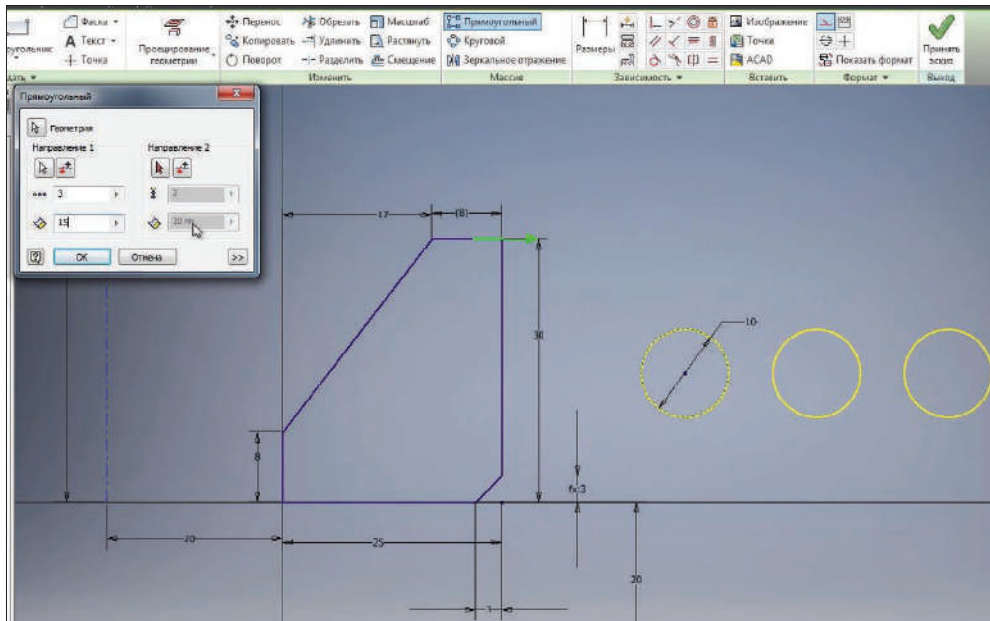 Фаска
Перенос
Обрезать
Масштаб
Прямоугольный
Изображение
A Текст
Копировать
Удлинить
Растянуть
Круговой
Точки
Точка
Проецирование геометрии
Поворот
Разделить
Смещение
Зеркальное отражение
Размеры
ACAD
Показать формат
Принять эскиз
Изменить
Массив
Зависимость
Вставить
Формат
Выход
Прямоугольный
Геометрия
Направление 1
Направление 2
3
2
15
OK
Отмена
>>
17
(8)
30
10
8
fx:3
20
25
20
3